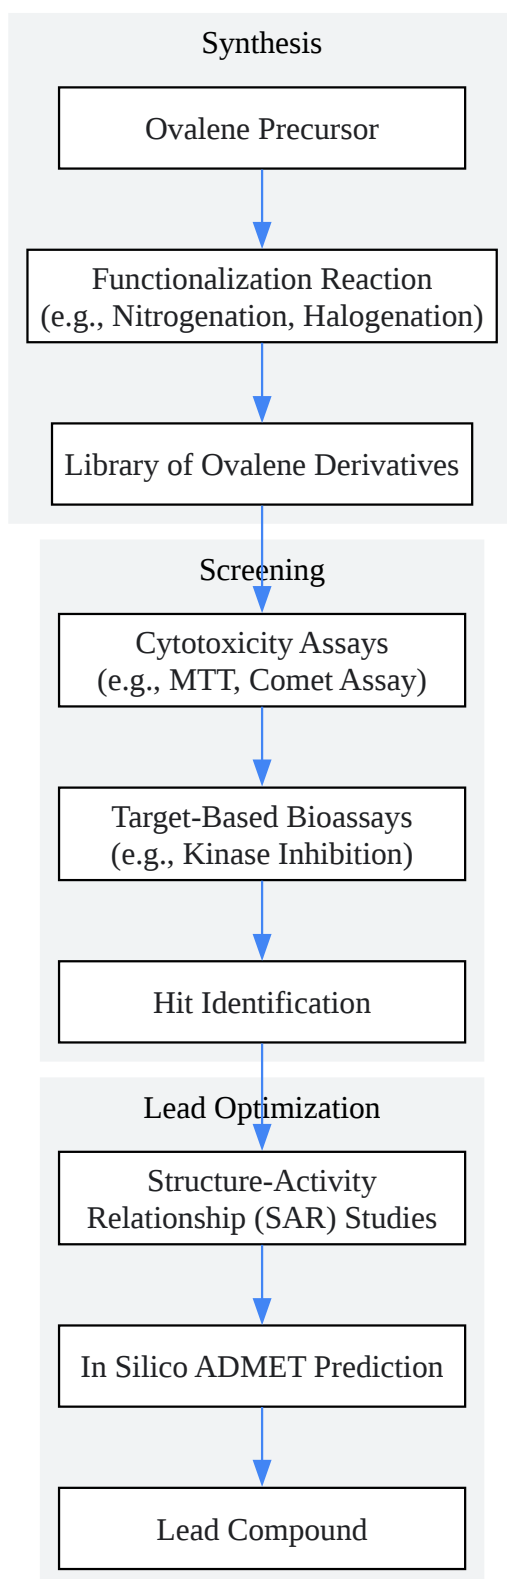 Synthesis
Ovalene Precursor
Functionalization Reaction
(e.g., Nitrogenation, Halogenation)
Library of Ovalene Derivatives
Screening
Cytotoxicity Assays
(e.g., MTT, Comet Assay)
Target-Based Bioassays
(e.g., Kinase Inhibition)
Hit Identification
Lead Optimization
Structure-Activity
Relationship (SAR) Studies
In Silico ADMET Prediction
Lead Compound